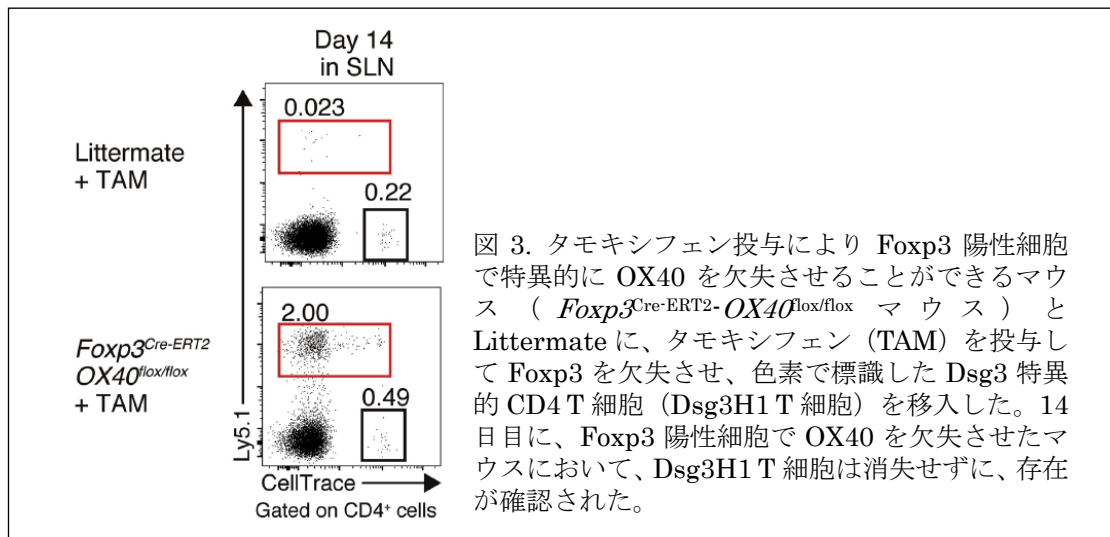 Day 14
in SLN
0.023
Littermate
+ TAM
0.22
2.00
Foxp3Cre-ERT2
OX40flox/flox
+ TAM
0.49
Ly5.1
CellTrace
Gated on CD4+ cells
図 3. タモキシフェン投与により Foxp3 陽性細胞
で特異的に OX40 を欠失させることができるマウ
ス（Foxp3Cre-ERT2-OX40flox/flox マウス）と
Littermate に、タモキシフェン（TAM）を投与し
て Foxp3 を欠失させ、色素で標識した Dsg3 特異
的 CD4 T 細胞（Dsg3H1 T 細胞）を移入した。14
日目に、Foxp3 陽性細胞で OX40 を欠失させたマ
ウスにおいて、Dsg3H1 T 細胞は消失せずに、存在
が確認された。